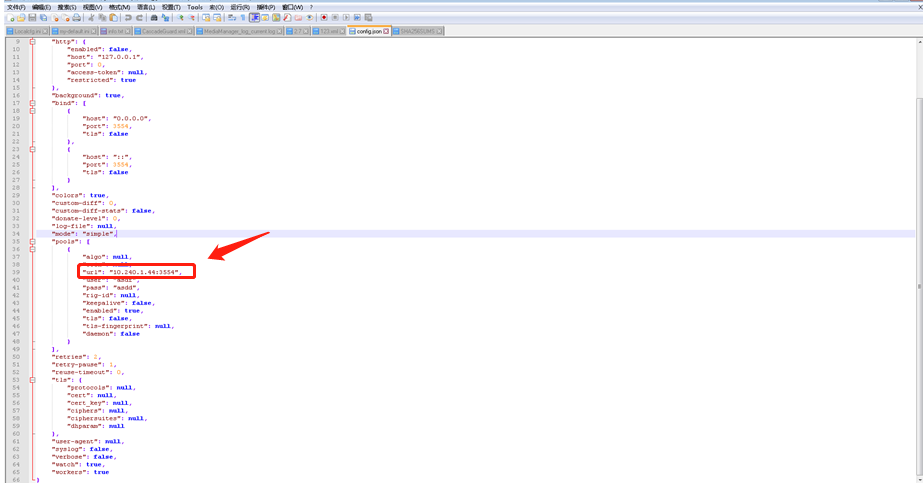 文件(F) 编辑(E) 搜索(S) 视图(V) 格式(M) 语言(L) 设置(T) Tools 宏(O) 运行(R) 插件(P) 窗口(W) ?
Localcfg.ini wp-default.ini info.txt CascadeGuard.xml MediaManager_log_current.log 2.7 123.xml config.json
9 "http": {
10 "enabled": false,
11 "host": "127.0.0.1",
12 "port": 0,
13 "access-token": null,
14 "restricted": true
15 },
16 "background": true,
17 "bind": [
18 {
19 "host": "0.0.0.0",
20 "port": 3554,
21 "tls": false
22 },
23 {
24 "host": "::",
25 "port": 3554,
26 "tls": false
27 }
28 ],
29 "colors": true,
30 "custom-diff": 0,
31 "custom-diff-stats": false,
32 "donate-level": 0,
33 "log-file": null,
34 "mode": "simple",
35 "pools": [
36 {
37 "algo": null,
38
39 "url": "10.240.1.44:3554",
40 "user":
41 "pass": "asdd",
42 "rig-id": null,
43 "keepalive": false,
44 "enabled": true,
45 "tls": false,
46 "tls-fingerprint": null,
47 "daemon": false
48 }
49 ],
50 "retries": 2,
51 "retry-pause": 1,
52 "reuse-timeout": 0,
53 "tls": {
54 "protocols": null,
55 "cert": null,
56 "cert_key": null,
57 "ciphers": null,
58 "ciphersuites": null,
59 "dhparam": null
60 },
61 "user-agent": null,
62 "syslog": false,
63 "verbose": false,
64 "watch": true,
65 "workers": true
66 }